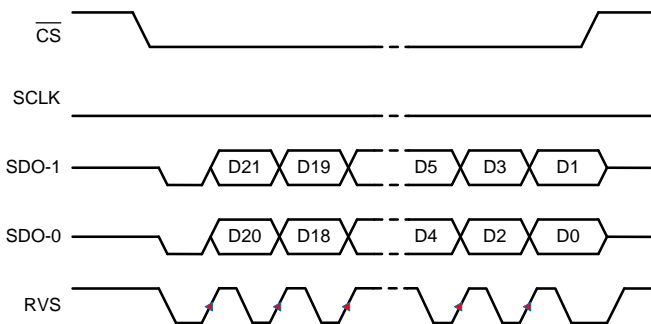 CS
SCLK
SDO-1 D21 D19 D5 D3 D1
SDO-0 D20 D18 D4 D2 D0
RVS